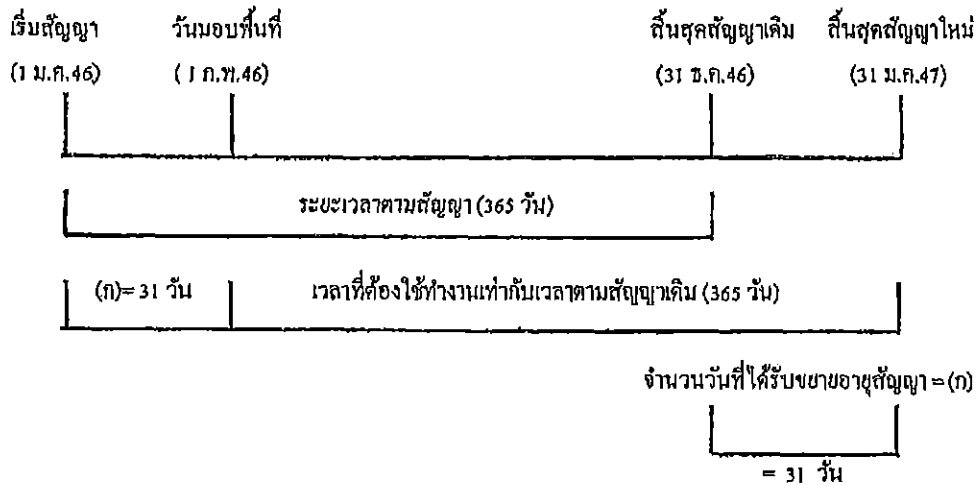 เริ่มสัญญา วันมอบพื้นที่ สิ้นสุดสัญญาเดิม สิ้นสุดสัญญาใหม่
(1 ม.ค.46) (1 ก.พ.46) (31 ธ.ค.46) (31 ม.ค.47)
ระยะเวลาตามสัญญา (365 วัน)
(ก)= 31 วัน เวลาที่ต้องใช้ทำงานเท่ากับเวลาตามสัญญาเดิม (365 วัน)
จำนวนวันที่ได้รับขยายอายุสัญญา =(ก)
= 31 วัน